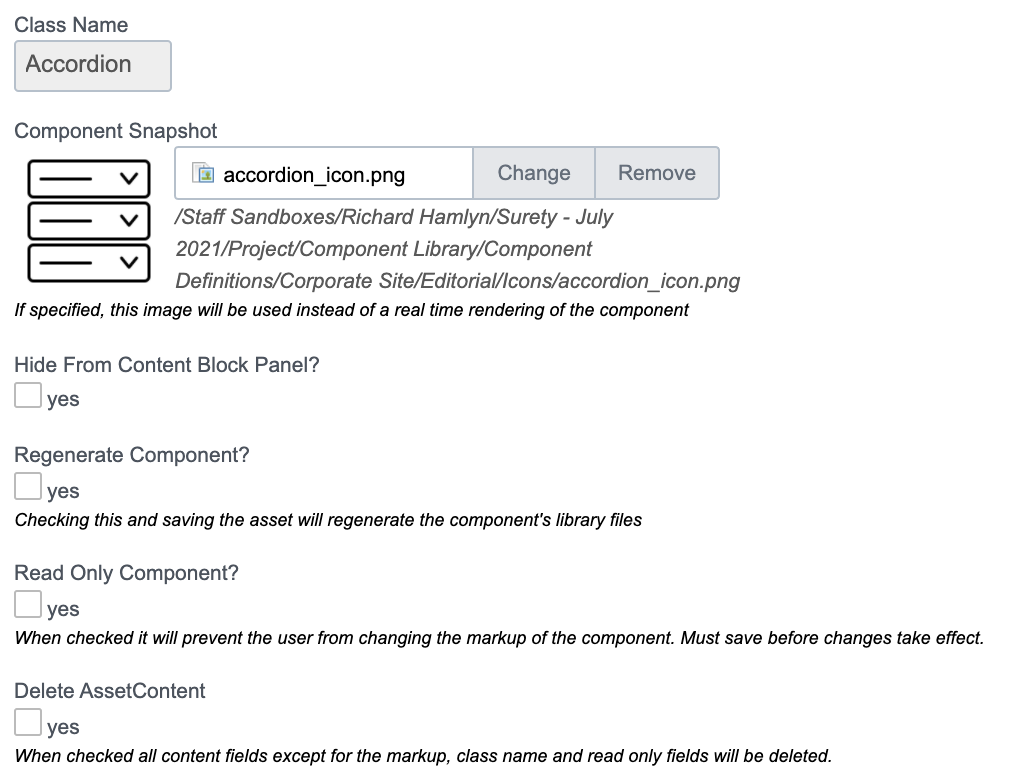 Class Name
Accordion
Component Snapshot
accordion_icon.png Change Remove
/Staff Sandboxes/Richard Hamlyn/Surety - July
2021/Project/Component Library/Component
Definitions/Corporate Site/Editorial/Icons/accordion_icon.png
If specified, this image will be used instead of a real time rendering of the component
Hide From Content Block Panel?
yes
Regenerate Component?
yes
Checking this and saving the asset will regenerate the component's library files
Read Only Component?
yes
When checked it will prevent the user from changing the markup of the component. Must save before changes take effect.
Delete AssetContent
yes
When checked all content fields except for the markup, class name and read only fields will be deleted.